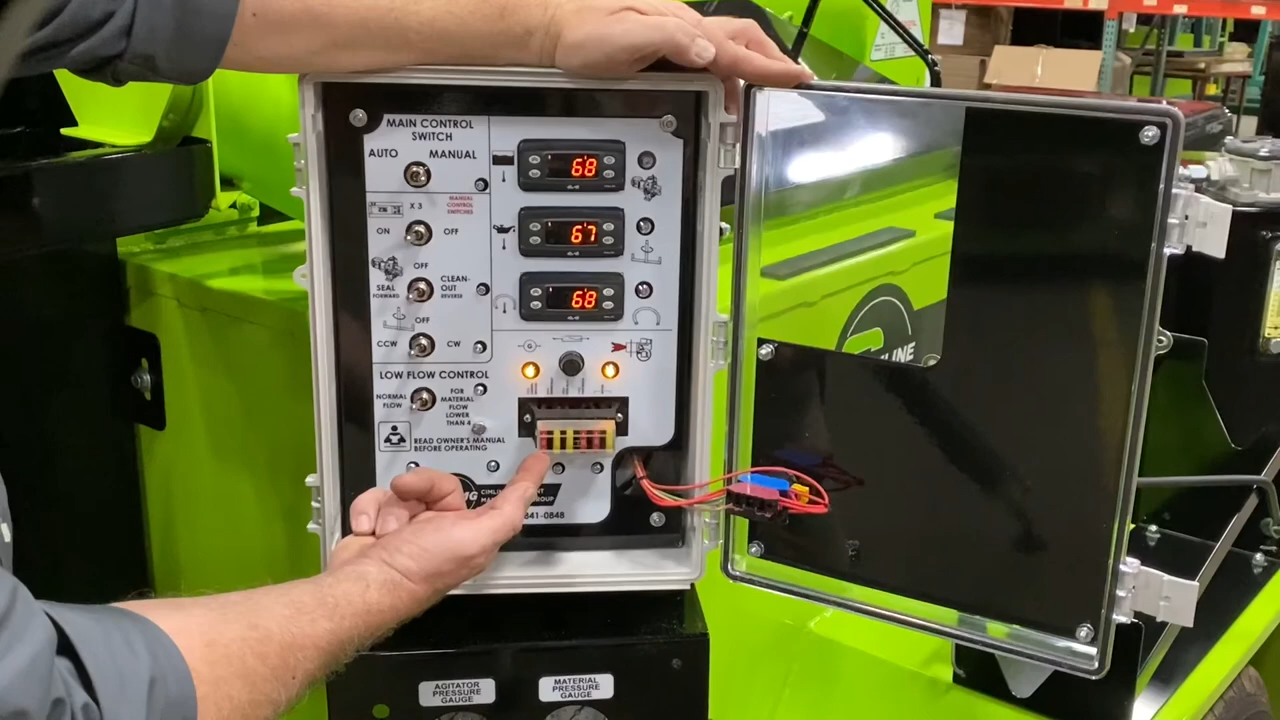 MAIN CONTROL
SWITCH
AUTO MANUAL
X 3
MANUAL
CONTROL
SWITCHES
ON OFF
OFF
SEAL
FORWARD
CLEAN-
OUT
REVERSE
OFF
CCW CW
LOW FLOW CONTROL
NORMAL
FLOW
FOR
MATERIAL
FLOW
LOWER
THAN 4
READ OWNER'S MANUAL
BEFORE OPERATING
68
67
68
841-0848
AGITATOR
PRESSURE
GAUGE
MATERIAL
PRESSURE
GAUGE